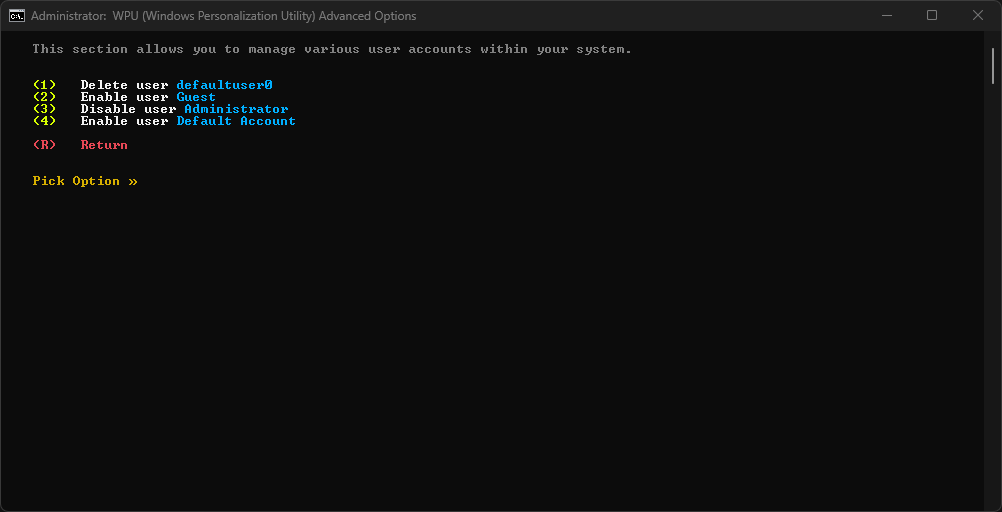 Administrator:  WPU (Windows Personalization Utility) Advanced Options
This section allows you to manage various user accounts within your system.
(1)   Delete user defaultuser0
(2)   Enable user Guest
(3)   Disable user Administrator
(4)   Enable user Default Account
(R)   Return
Pick Option »